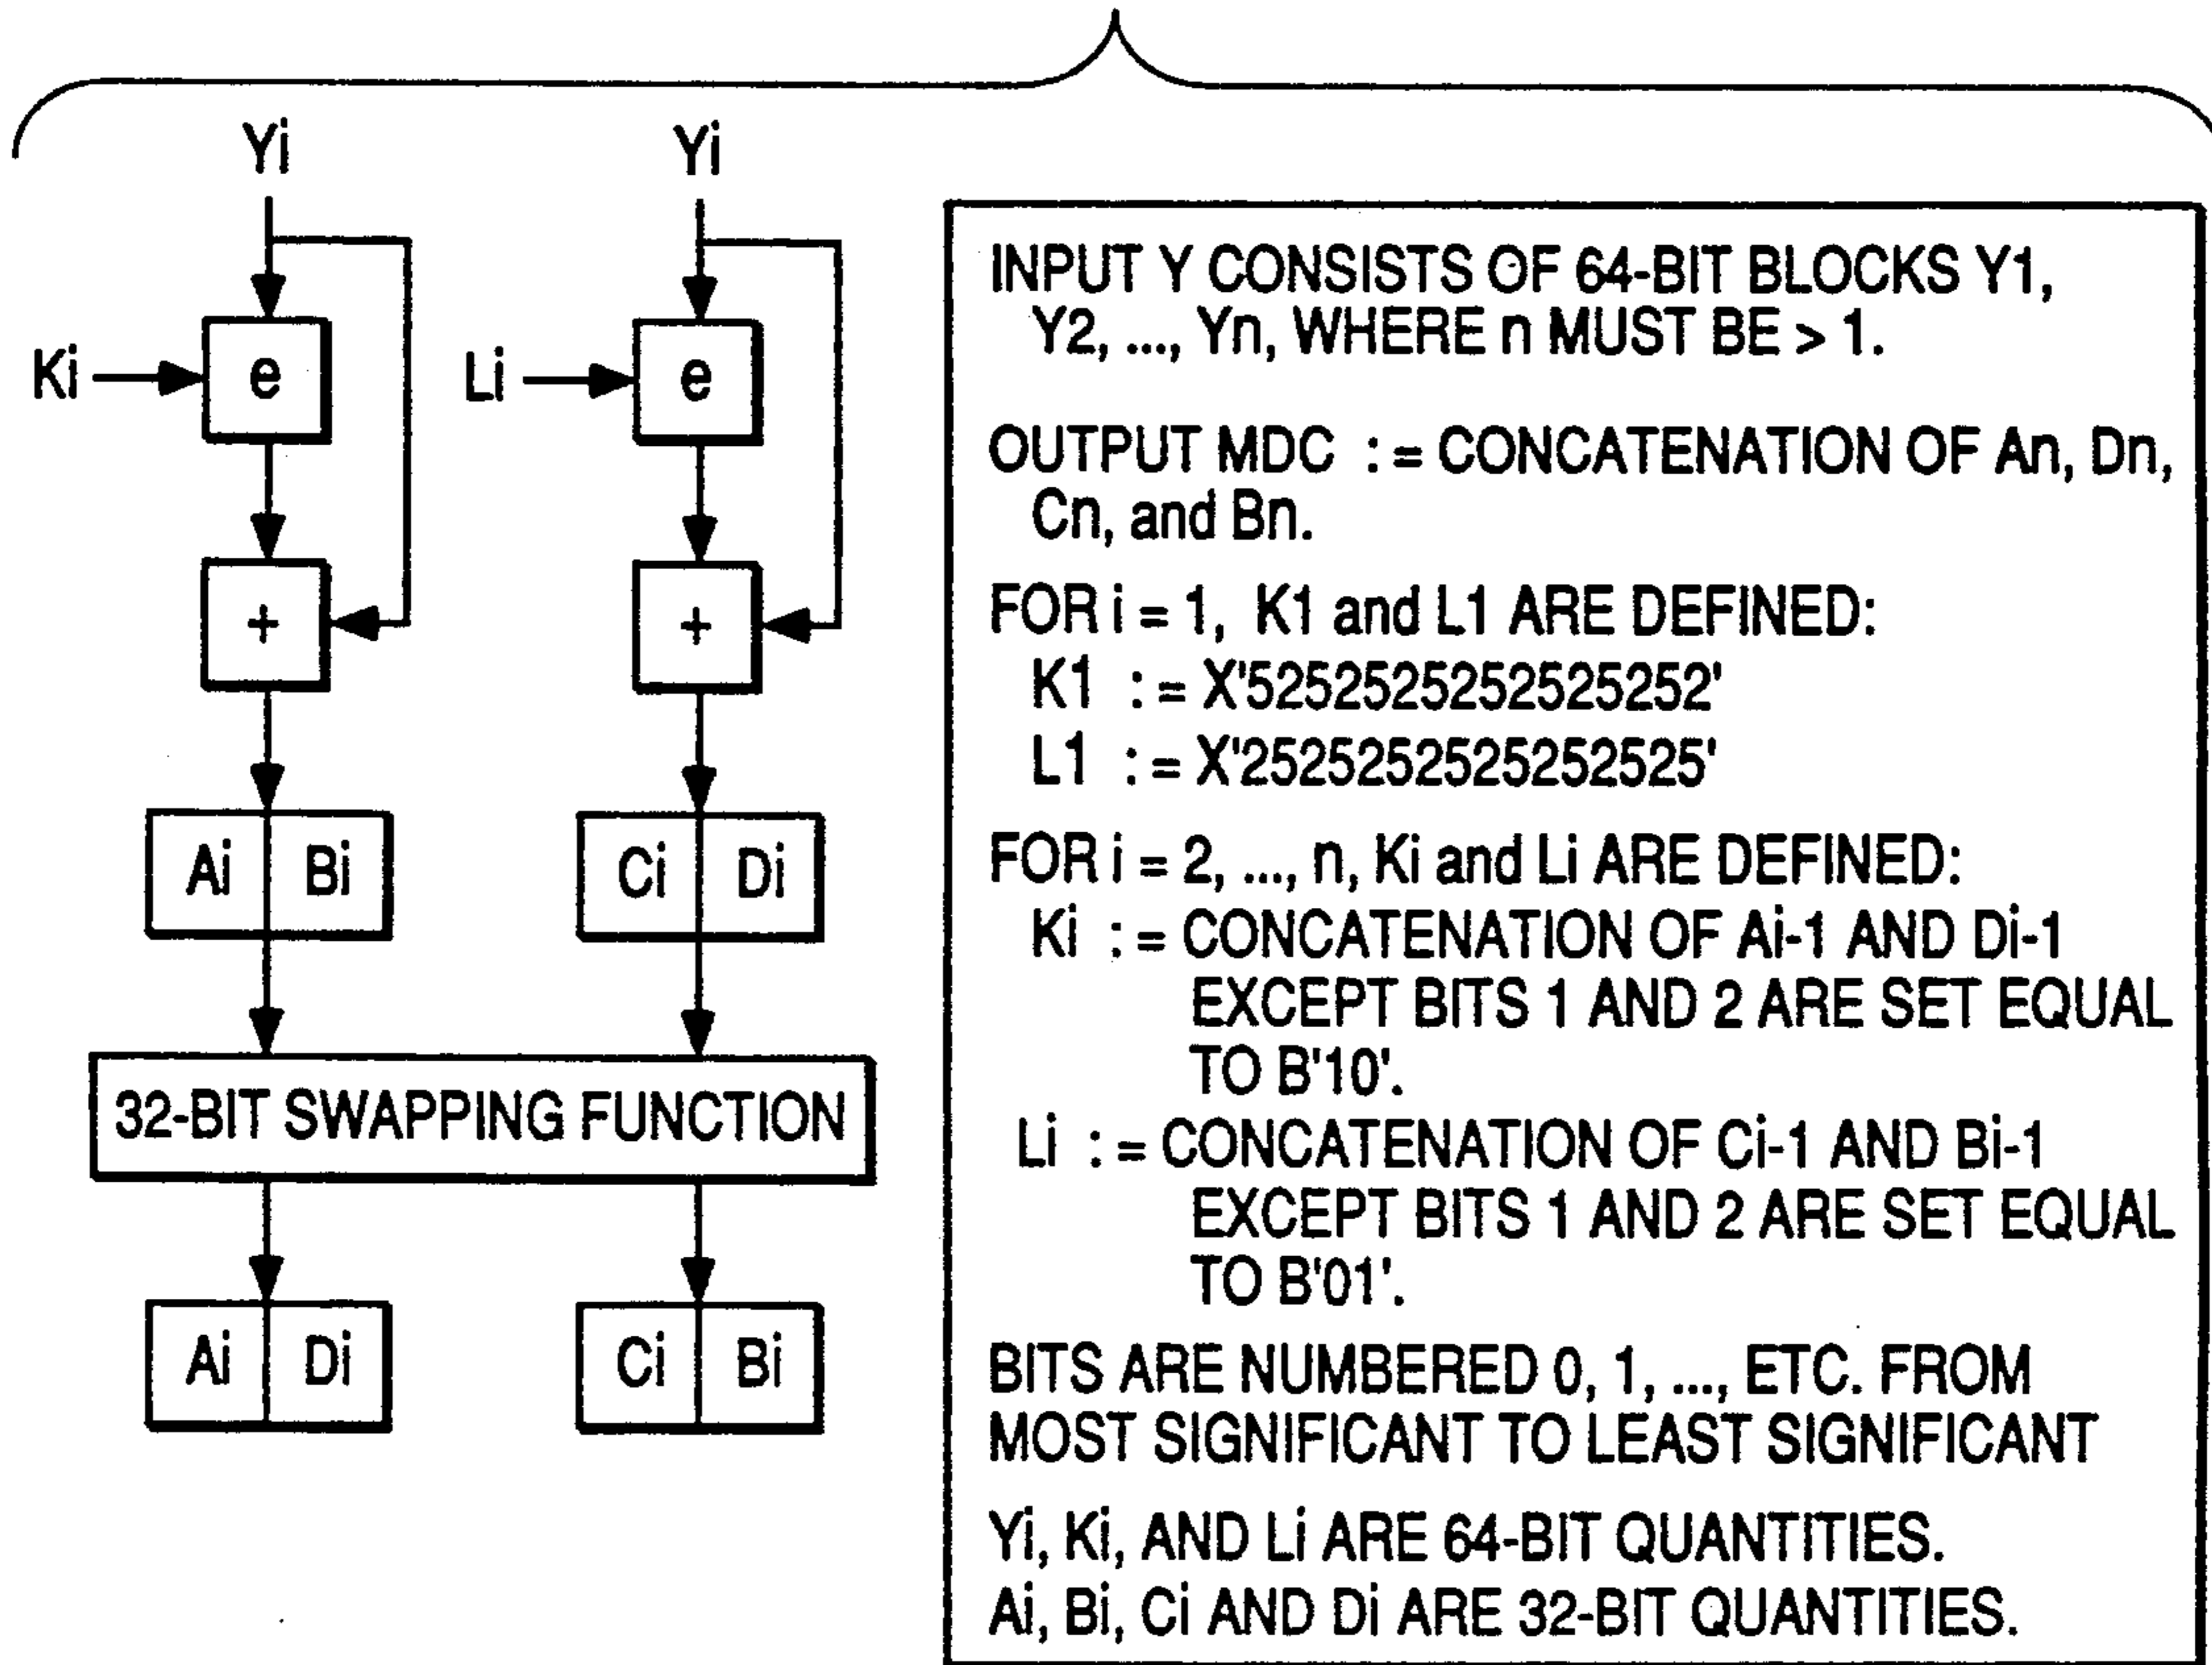 Yi Yi
Ki e Li e
+ +
Ai Bi Ci Di
32-BIT SWAPPING FUNCTION
Ai Di Ci Bi
INPUT Y CONSISTS OF 64-BIT BLOCKS Y1,
Y2, ..., Yn, WHERE n MUST BE > 1.
OUTPUT MDC := CONCATENATION OF An, Dn,
Cn, and Bn.
FOR i = 1, K1 and L1 ARE DEFINED:
K1 := X'5252525252525252'
L1 := X'2525252525252525'
FOR i = 2, ..., n, Ki and Li ARE DEFINED:
Ki := CONCATENATION OF Ai-1 AND Di-1
EXCEPT BITS 1 AND 2 ARE SET EQUAL
TO B'10'.
Li := CONCATENATION OF Ci-1 AND Bi-1
EXCEPT BITS 1 AND 2 ARE SET EQUAL
TO B'01'.
BITS ARE NUMBERED 0, 1, ..., ETC. FROM
MOST SIGNIFICANT TO LEAST SIGNIFICANT
Yi, Ki, AND Li ARE 64-BIT QUANTITIES.
Ai, Bi, Ci AND Di ARE 32-BIT QUANTITIES.